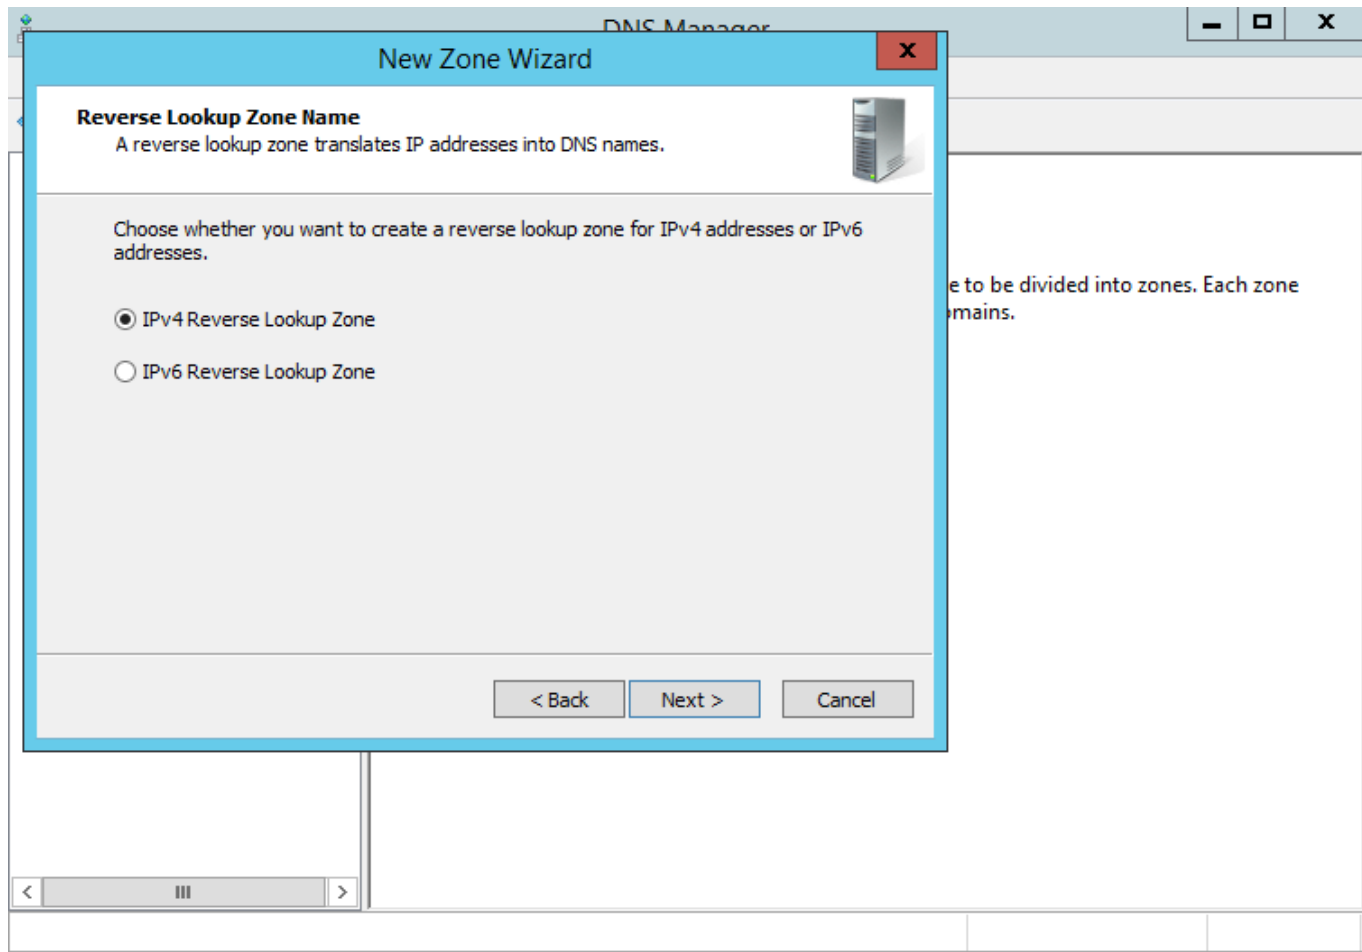 DNS Manager
New Zone Wizard
Reverse Lookup Zone Name
A reverse lookup zone translates IP addresses into DNS names.
Choose whether you want to create a reverse lookup zone for IPv4 addresses or IPv6
addresses.
IPv4 Reverse Lookup Zone
IPv6 Reverse Lookup Zone
e to be divided into zones. Each zone
mains.
< Back
Next >
Cancel